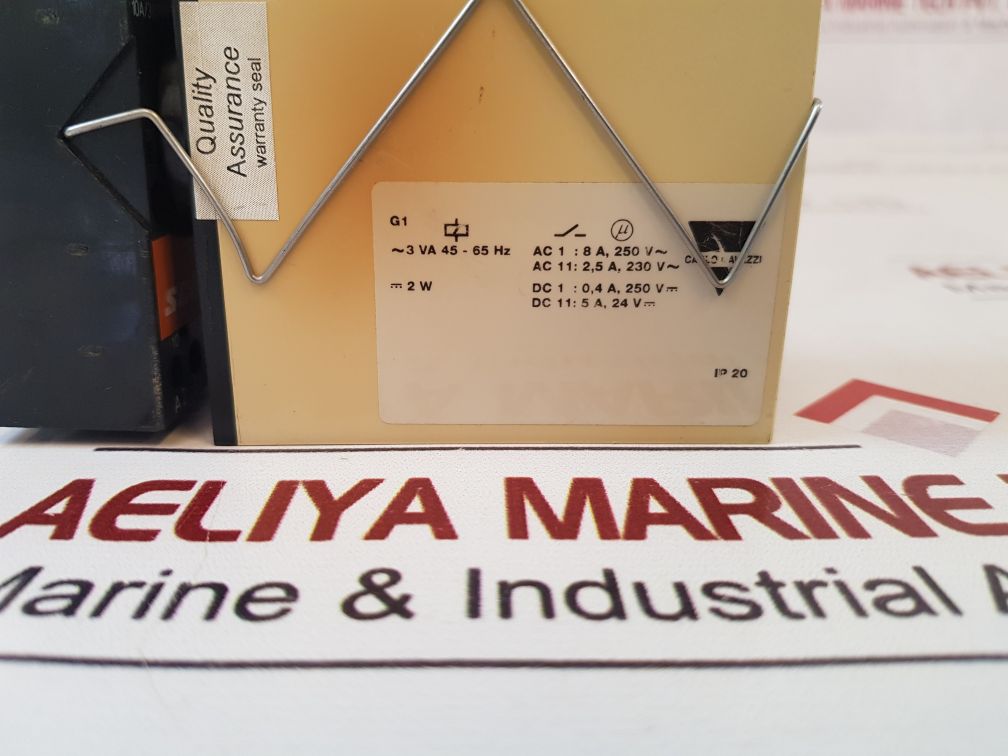 10A/
Quality
Assurance
warranty seal
G1
~3 VA 45 - 65 Hz
⎓ 2 W
µ
AC 1 : 8 A, 250 V~
AC 11: 2,5 A, 230 V~
DC 1 : 0,4 A, 250 V⎓
DC 11: 5 A, 24 V⎓
IP 20
AELIYA MARINE
Marine & Industrial A